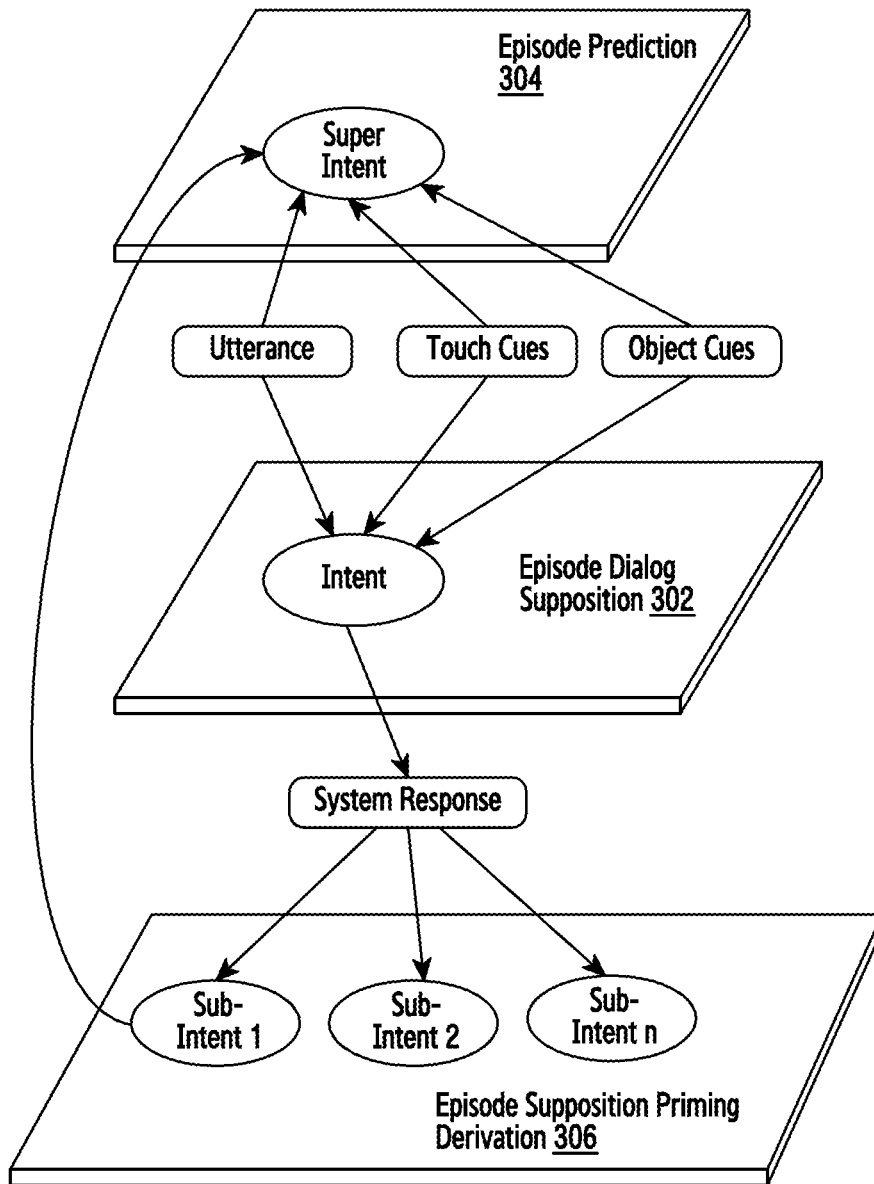 Episode Prediction
304
Super
Intent
Utterance
Touch Cues
Object Cues
Intent
Episode Dialog
Supposition 302
System Response
Sub-
Intent 1
Sub-
Intent 2
Sub-
Intent n
Episode Supposition Priming
Derivation 306